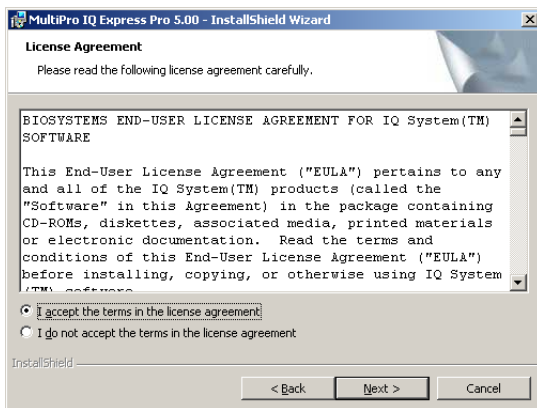 MultiPro IQ Express Pro 5.00 - InstallShield Wizard
License Agreement
Please read the following license agreement carefully.
BIOSYSTEMS END-USER LICENSE AGREEMENT FOR IQ System(TM)
SOFTWARE
This End-User License Agreement ("EULA") pertains to any
and all of the IQ System(TM) products (called the
"Software" in this Agreement) in the package containing
CD-ROMs, diskettes, associated media, printed materials
or electronic documentation.  Read the terms and
conditions of this End-User License Agreement ("EULA")
before installing, copying, or otherwise using IQ System
(TM) software
I accept the terms in the license agreement
I do not accept the terms in the license agreement
InstallShield
< Back
Next >
Cancel